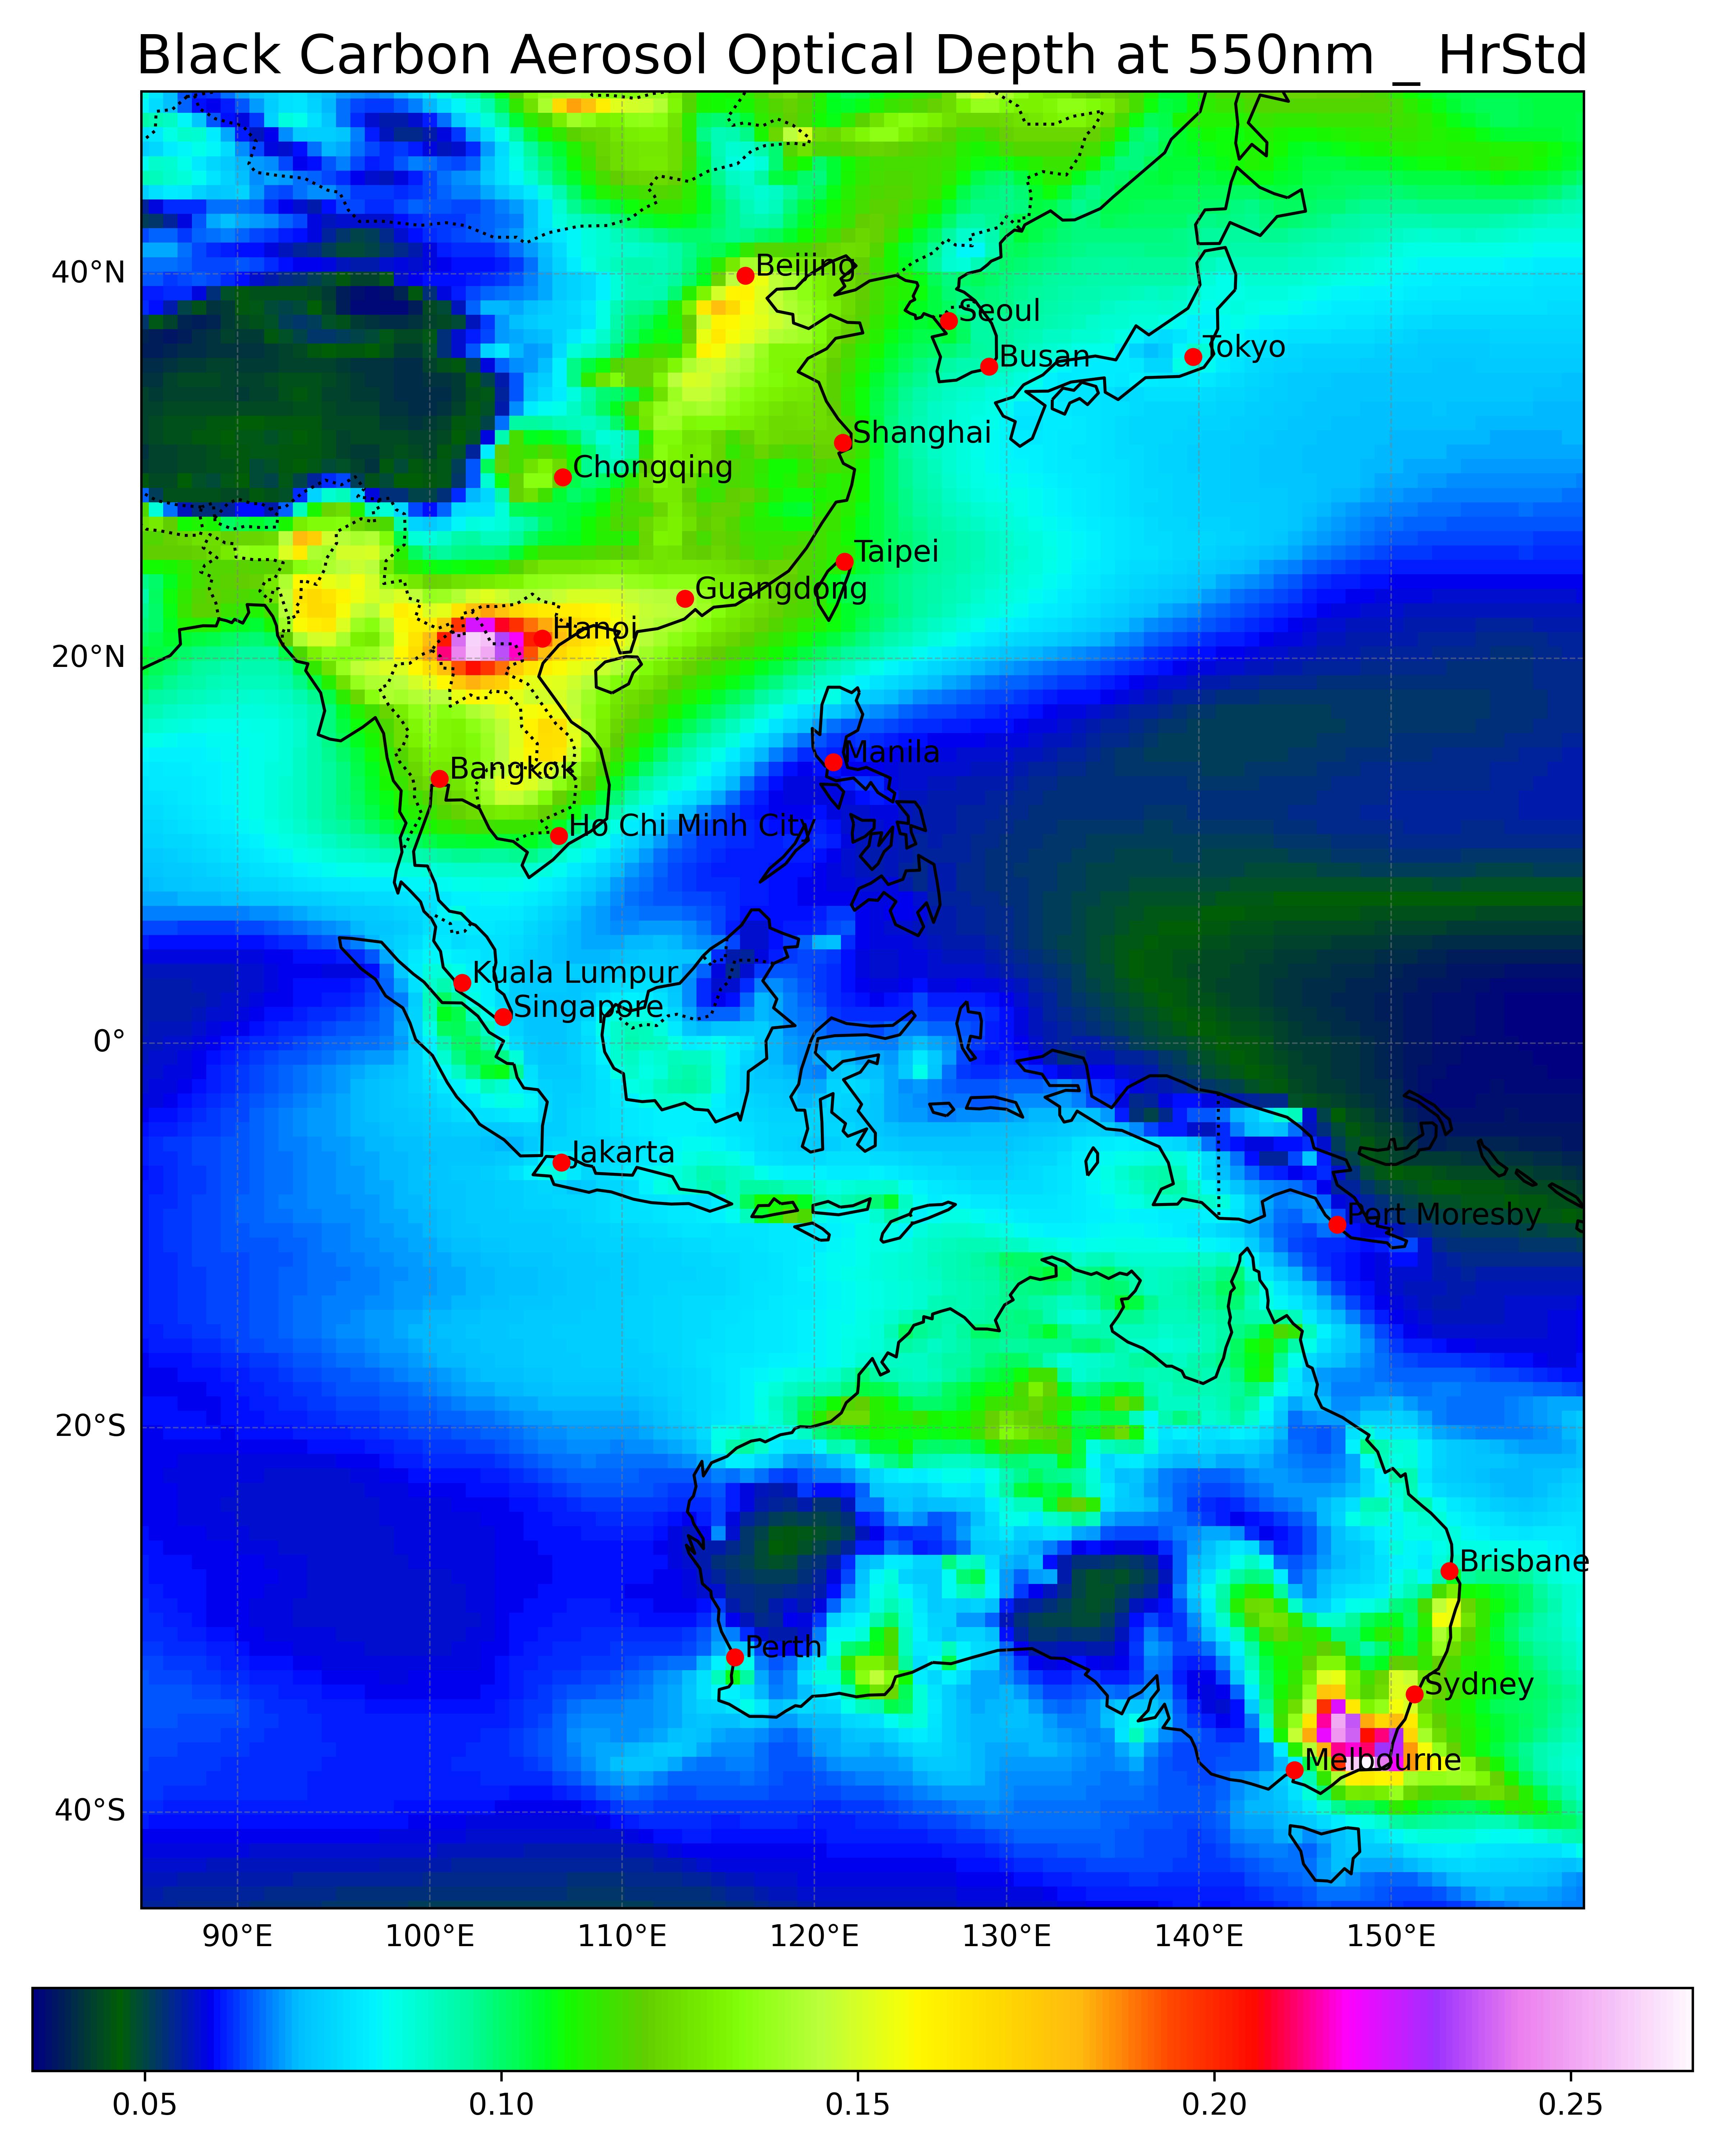 Black Carbon Aerosol Optical Depth at 550nm _ HrStd
40°N
Beijing
Seoul
Busan
Tokyo
Shanghai
Chongqing
Taipei
Guangdong
Hanoi
20°N
Manila
Bangkok
Ho Chi Minh City
Kuala Lumpur
Singapore
0°
Jakarta
Port Moresby
20°S
Brisbane
Perth
Sydney
Melbourne
40°S
90°E 100°E 110°E 120°E 130°E 140°E 150°E
0.05 0.10 0.15 0.20 0.25